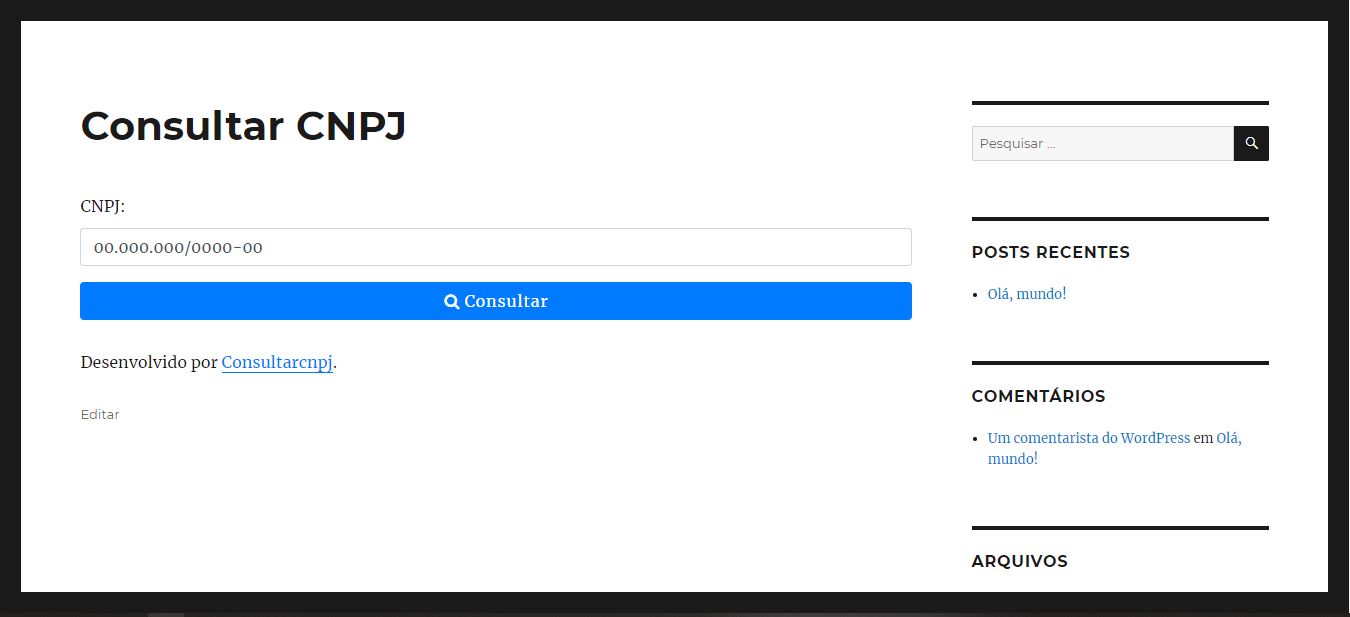 Consultar CNPJ
CNPJ:
00.000.000/0000-00
Consultar
Desenvolvido por Consultarcnpj.
Editar
Pesquisar ...
POSTS RECENTES
Olá, mundo!
COMENTÁRIOS
Um comentarista do WordPress em Olá,
mundo!
ARQUIVOS